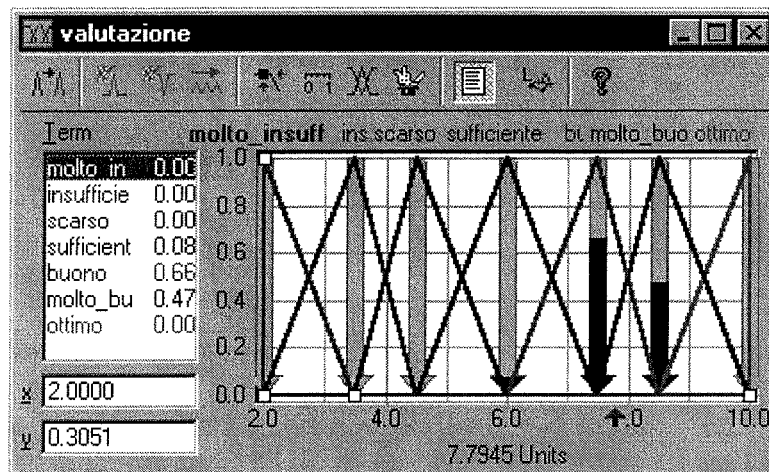 valutazione
Term
molto_in 0.00
insufficie 0.00
scarso 0.00
sufficient 0.08
buono 0.66
molto_bu 0.47
ottimo 0.00
molto_insuff ins scarso sufficiente bu molto_buo ottimo
1.0
0.8
0.6
0.4
0.2
0.0
2.0 4.0 6.0 .0 10.0
7.7945 Units
x 2.0000
y 0.3051